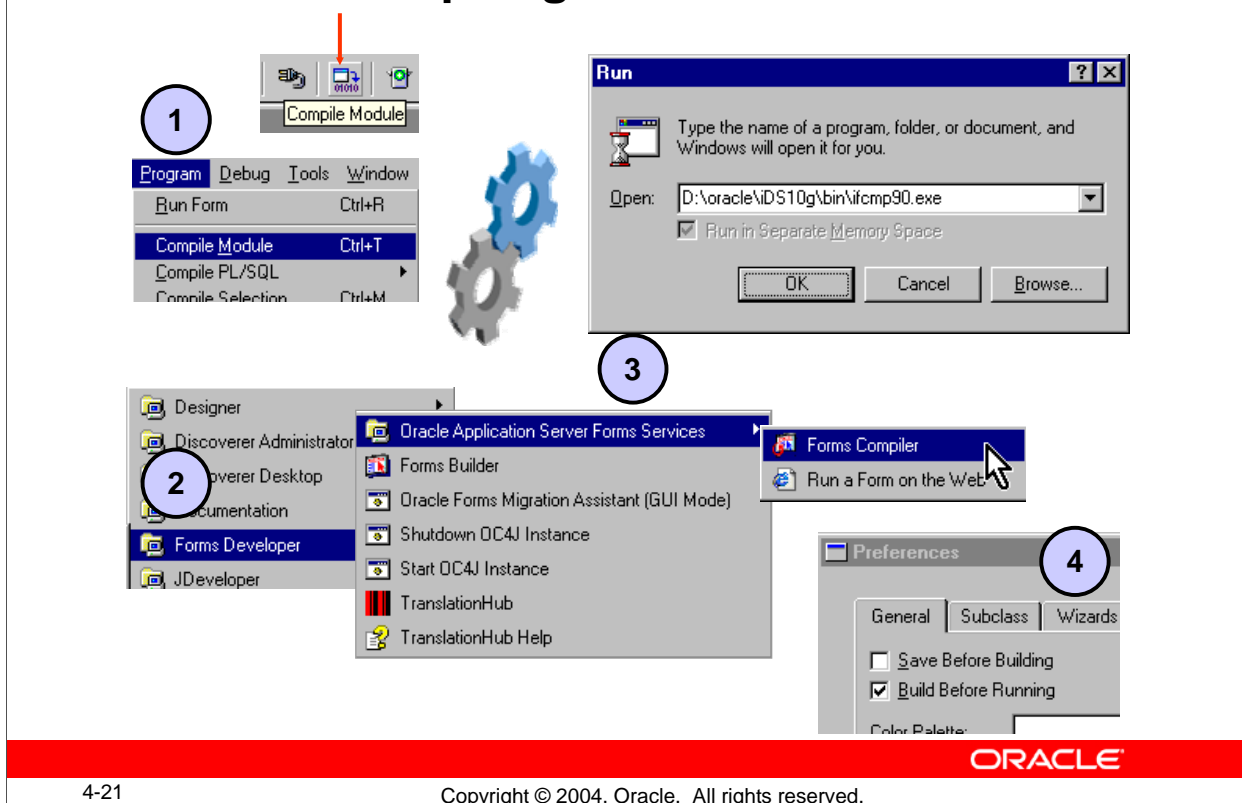 Compile Module
1
Program Debug Tools Window
Run Form Ctrl+R
Compile Module Ctrl+T
Compile PL/SQL
Compile Selection Ctrl+M
Run
Type the name of a program, folder, or document, and
Windows will open it for you.
Open: D:\oracle\iDS10g\bin\ifcmp90.exe
Run in Separate Memory Space
OK Cancel Browse...
3
Designer
Discoverer Administrator
overer Desktop
2
Documentation
Forms Developer
JDeveloper
Oracle Application Server Forms Services
Forms Builder
Oracle Forms Migration Assistant (GUI Mode)
Shutdown OC4J Instance
Start OC4J Instance
TranslationHub
TranslationHub Help
Forms Compiler
Run a Form on the Web
Preferences
4
General Subclass Wizards
Save Before Building
Build Before Running
Color Palette:
ORACLE
4-21
Copyright © 2004, Oracle. All rights reserved.